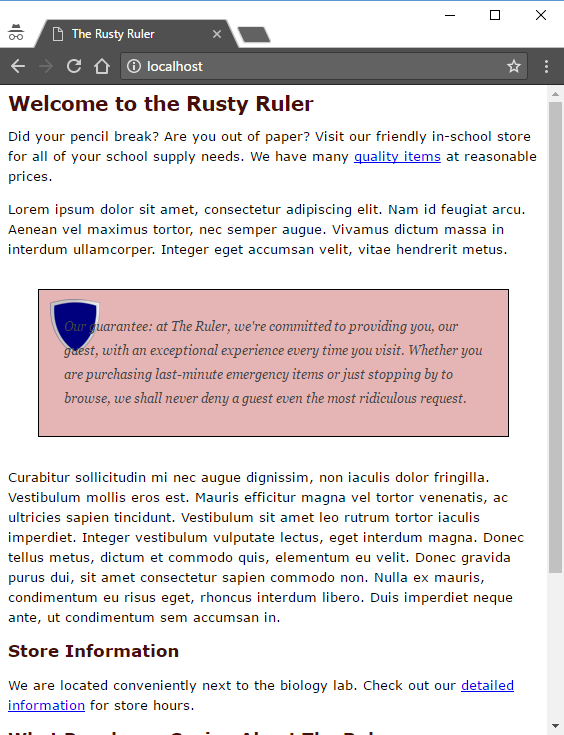 The Rusty Ruler
localhost
Welcome to the Rusty Ruler
Did your pencil break? Are you out of paper? Visit our friendly in-school store
for all of your school supply needs. We have many quality items at reasonable
prices.
Lorem ipsum dolor sit amet, consectetur adipiscing elit. Nam id feugiat arcu.
Aenean vel maximus tortor, nec semper augue. Vivamus dictum massa in
interdum ullamcorper. Integer eget accumsan velit, vitae hendrerit metus.
Our guarantee: at The Ruler, we're committed to providing you, our
guest, with an exceptional experience every time you visit. Whether you
are purchasing last-minute emergency items or just stopping by to
browse, we shall never deny a guest even the most ridiculous request.
Curabitur sollicitudin mi nec augue dignissim, non iaculis dolor fringilla.
Vestibulum mollis eros est. Mauris efficitur magna vel tortor venenatis, ac
ultricies sapien tincidunt. Vestibulum sit amet leo rutrum tortor iaculis
imperdiet. Integer vestibulum vulputate lectus, eget interdum magna. Donec
tellus metus, dictum et commodo quis, elementum eu velit. Donec gravida
purus dui, sit amet consectetur sapien commodo non. Nulla ex mauris,
condimentum eu risus eget, rhoncus interdum libero. Duis imperdiet neque
ante, ut condimentum sem accumsan in.
Store Information
We are located conveniently next to the biology lab. Check out our detailed
information for store hours.